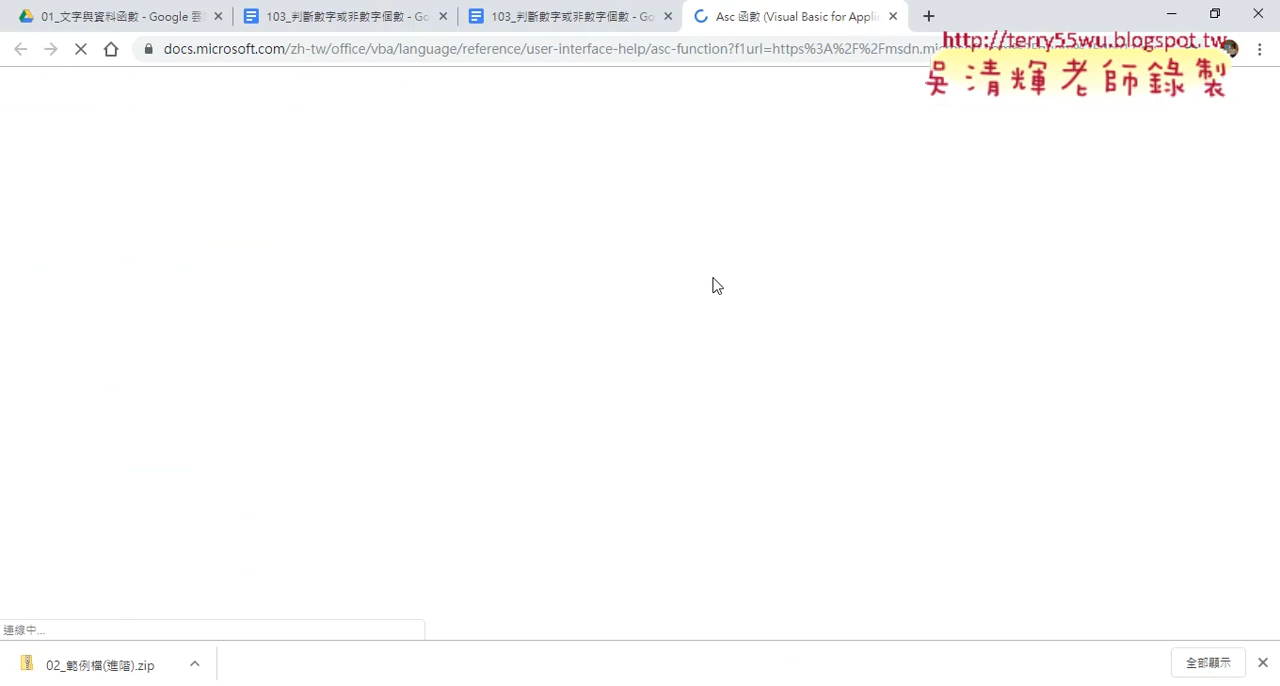 01_文字與資料函數 - Google 雲
103_判斷數字或非數字個數 - Go
103_判斷數字或非數字個數 - Go
Asc 函數 (Visual Basic for Appli
docs.microsoft.com/zh-tw/office/vba/language/reference/user-interface-help/asc-function?f1url=https%3A%2F%2Fmsdn.mi
http://terry55wu.blogspot.tw
吳清輝老師錄製
連線中...
02_範例檔(進階).zip
全部顯示